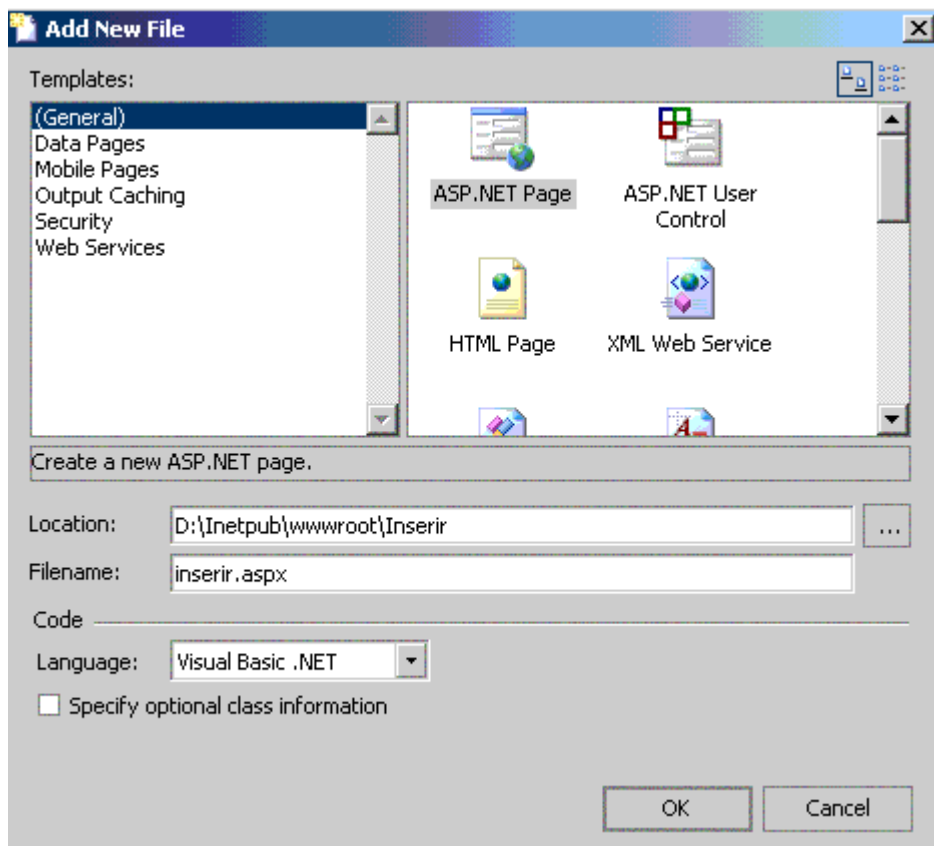 Add New File
Templates:
(General)
Data Pages
Mobile Pages
Output Caching
Security
Web Services
ASP.NET Page
ASP.NET User
Control
HTML Page
XML Web Service
Create a new ASP.NET page.
Location:
D:\Inetpub\wwwroot\Inserir
...
Filename:
inserir.aspx
Code
Language:
Visual Basic .NET
Specify optional class information
OK
Cancel